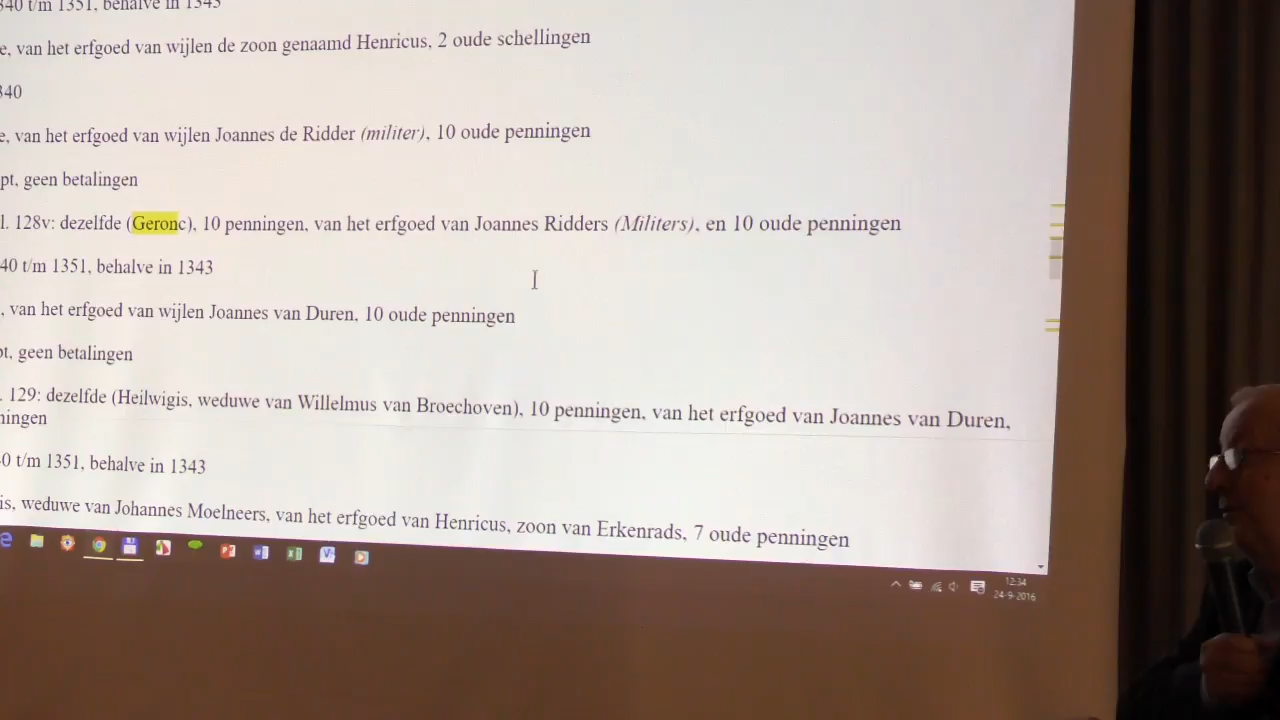 340 t/m 1351, behalve in 1343
e, van het erfgoed van wijlen de zoon genaamd Henricus, 2 oude schellingen
340
e, van het erfgoed van wijlen Joannes de Ridder (militer), 10 oude penningen
pt, geen betalingen
l. 128v: dezelfde (Geronc), 10 penningen, van het erfgoed van Joannes Ridders (Militers), en 10 oude penningen
40 t/m 1351, behalve in 1343
, van het erfgoed van wijlen Joannes van Duren, 10 oude penningen
pt, geen betalingen
. 129: dezelfde (Heilwigis, weduwe van Willelmus van Broechoven), 10 penningen, van het erfgoed van Joannes van Duren,
ningen
40 t/m 1351, behalve in 1343
is, weduwe van Johannes Moelneers, van het erfgoed van Henricus, zoon van Erkenrads, 7 oude penningen
12:34
24-9-2016